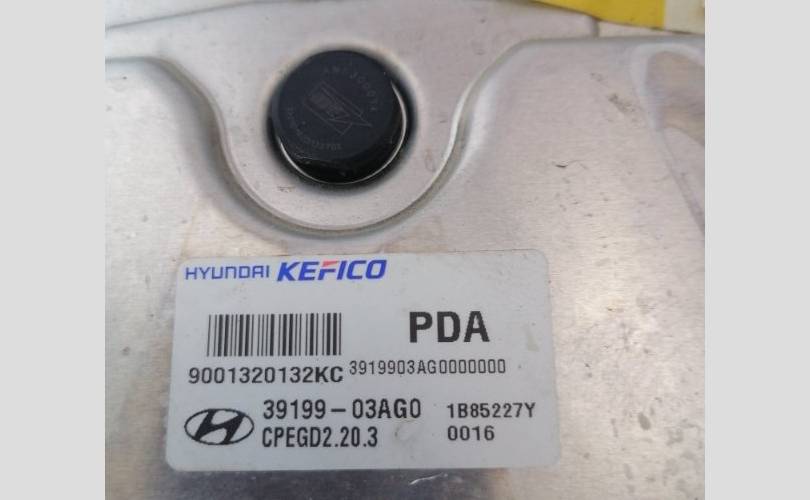 HYUNDAI KEFICO
PDA
9001320132KC 3919903AG0000000
39199-03AG0 1B85227Y
CPEGD2.20.3 0016